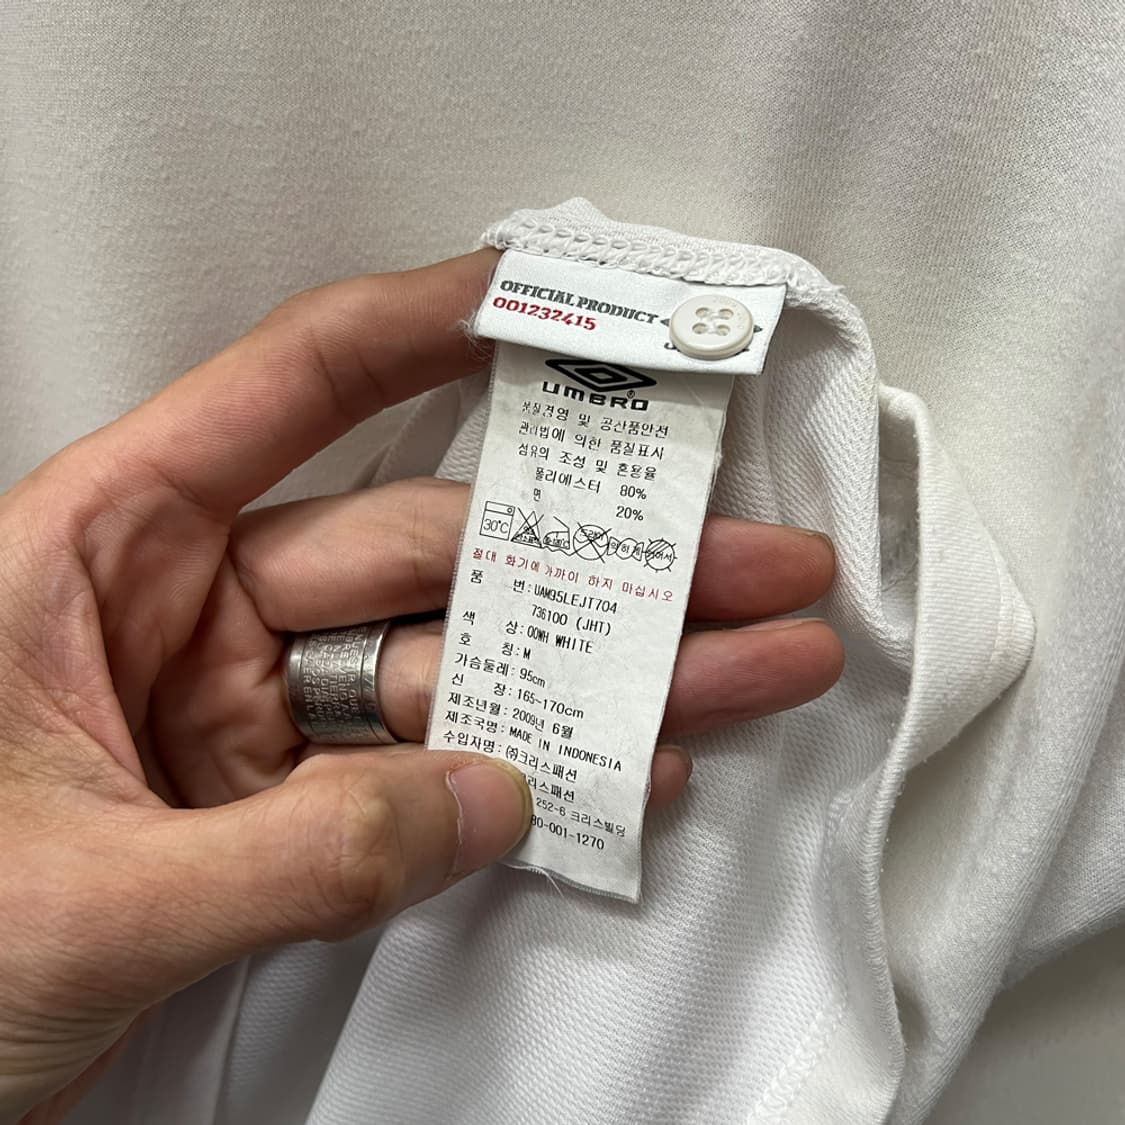 OFFICIAL PRODUCT
001232415
UMBRO
품질경영 및 공산품안전
관리법에 의한 품질표시
섬유의 조성 및 혼용율
폴리에스터 80%
면 20%
30℃
절대 화기에 가까이 하지 마십시오
품 번: UAM95LEJT704
736100 (JHT)
색 상: 00WH WHITE
호 칭: M
가슴둘레: 95cm
신 장: 165~170cm
제조년월: 2009년 6월
제조국명: MADE IN INDONESIA
수입자명: ㈜크리스패션
리스패션
252-6 크리스빌딩
80-001-1270